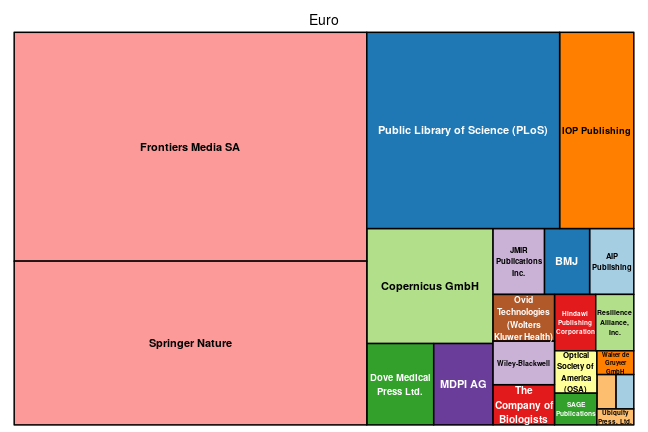 Euro
Frontiers Media SA
Springer Nature
Public Library of Science (PLoS)
IOP Publishing
Copernicus GmbH
Dove Medical
Press Ltd.
MDPI AG
JMIR
Publications
Inc.
BMJ
AIP
Publishing
Ovid
Technologies
(Wolters
Kluwer Health)
Hindawi
Publishing
Corporation
Resilience
Alliance,
Inc.
Wiley-Blackwell
The
Company of
Biologists
Optical
Society of
America
(OSA)
SAGE
Publications
Walter de
Gruyter
GmbH
Ubiquity
Press, Ltd.